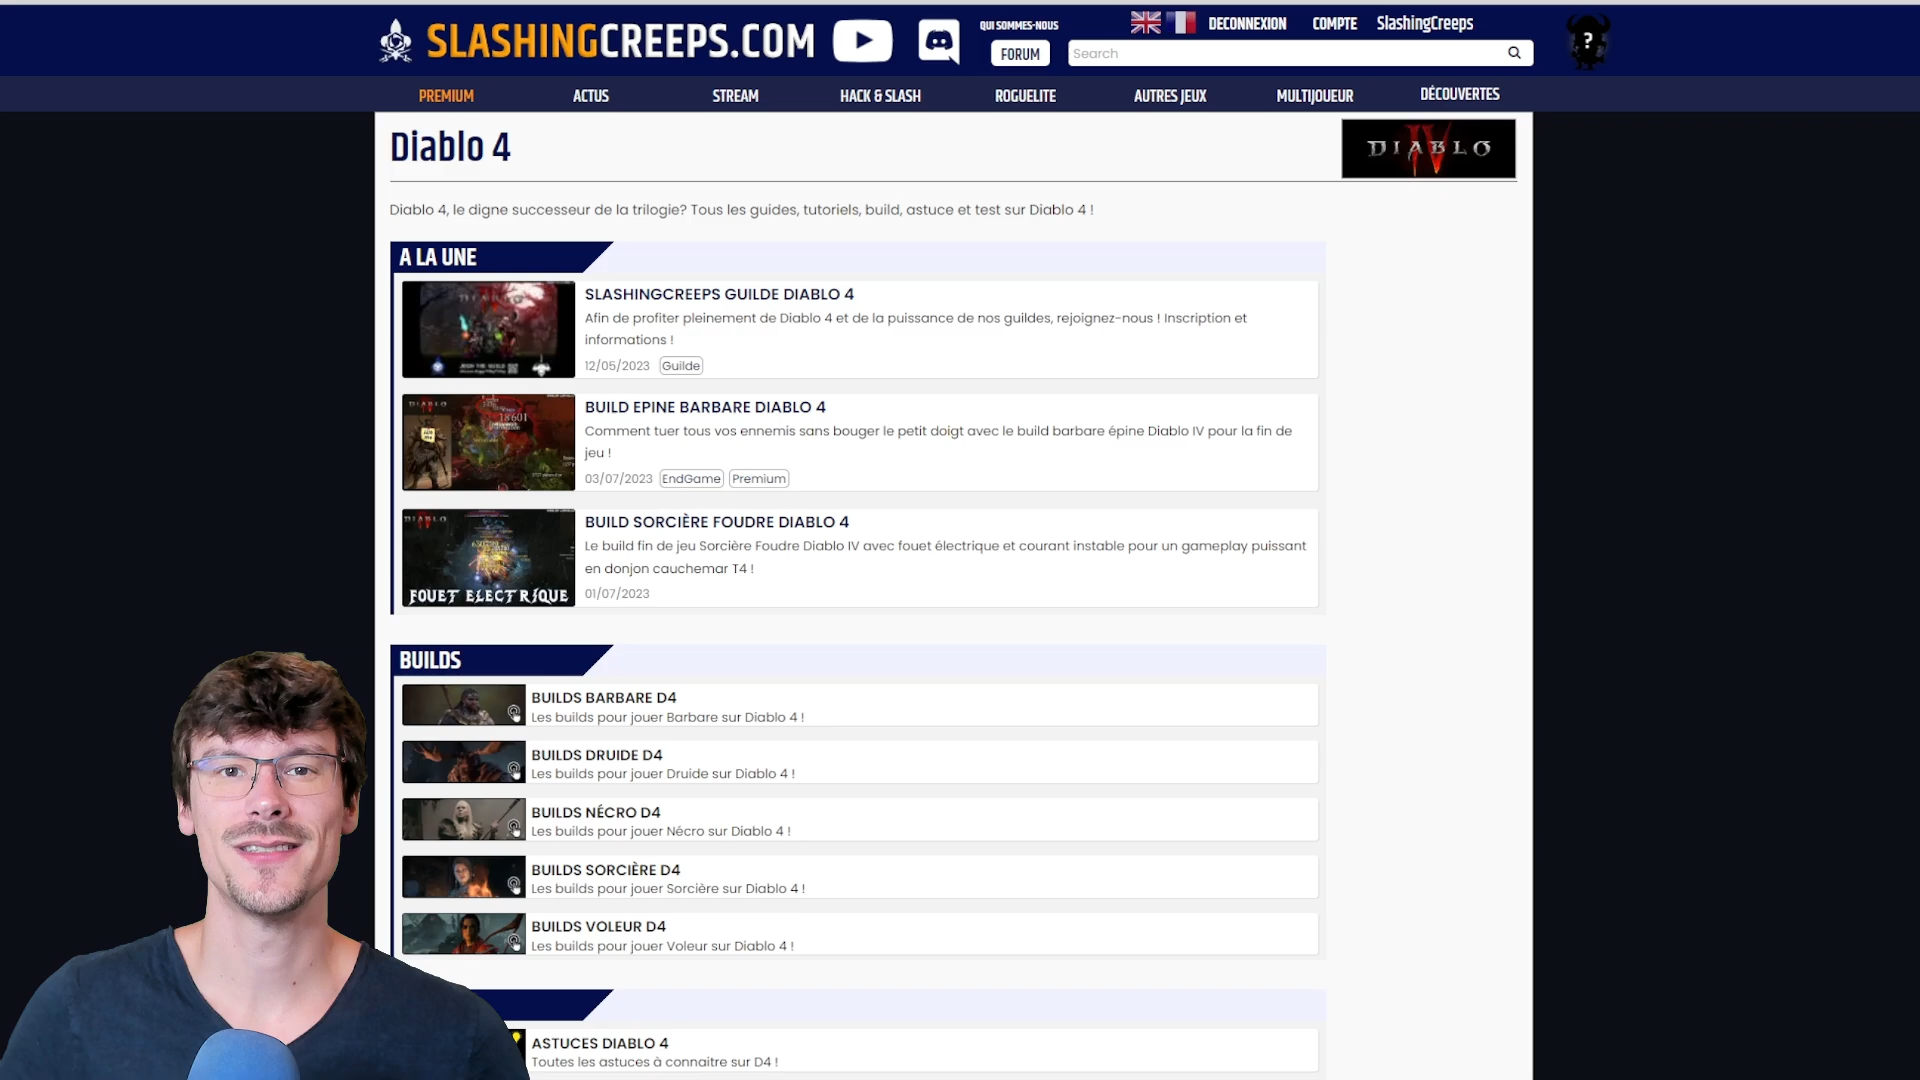 SLASHINGCREEPS.COM
QUI SOMMES-NOUS
FORUM
DECONNEXION
COMPTE
SlashingCreeps
Search
?
PREMIUM
ACTUS
STREAM
HACK & SLASH
ROGUELITE
AUTRES JEUX
MULTIJOUEUR
DÉCOUVERTES
Diablo 4
DIABLO IV
Diablo 4, le digne successeur de la trilogie? Tous les guides, tutoriels, build, astuce et test sur Diablo 4 !
A LA UNE
SLASHINGCREEPS GUILDE DIABLO 4
Afin de profiter pleinement de Diablo 4 et de la puissance de nos guildes, rejoignez-nous ! Inscription et
informations !
12/05/2023 Guilde
DIABLO
18601
BUILD EPINE BARBARE DIABLO 4
Comment tuer tous vos ennemis sans bouger le petit doigt avec le build barbare épine Diablo IV pour la fin de
jeu !
03/07/2023 EndGame Premium
DIABLO
FOUET ELECTRIQUE
BUILD SORCIÈRE FOUDRE DIABLO 4
Le build fin de jeu Sorcière Foudre Diablo IV avec fouet électrique et courant instable pour un gameplay puissant
en donjon cauchemar T4 !
01/07/2023
BUILDS
BUILDS BARBARE D4
Les builds pour jouer Barbare sur Diablo 4 !
BUILDS DRUIDE D4
Les builds pour jouer Druide sur Diablo 4 !
BUILDS NÉCRO D4
Les builds pour jouer Nécro sur Diablo 4 !
BUILDS SORCIÈRE D4
Les builds pour jouer Sorcière sur Diablo 4 !
BUILDS VOLEUR D4
Les builds pour jouer Voleur sur Diablo 4 !
ASTUCES DIABLO 4
Toutes les astuces à connaitre sur D4 !